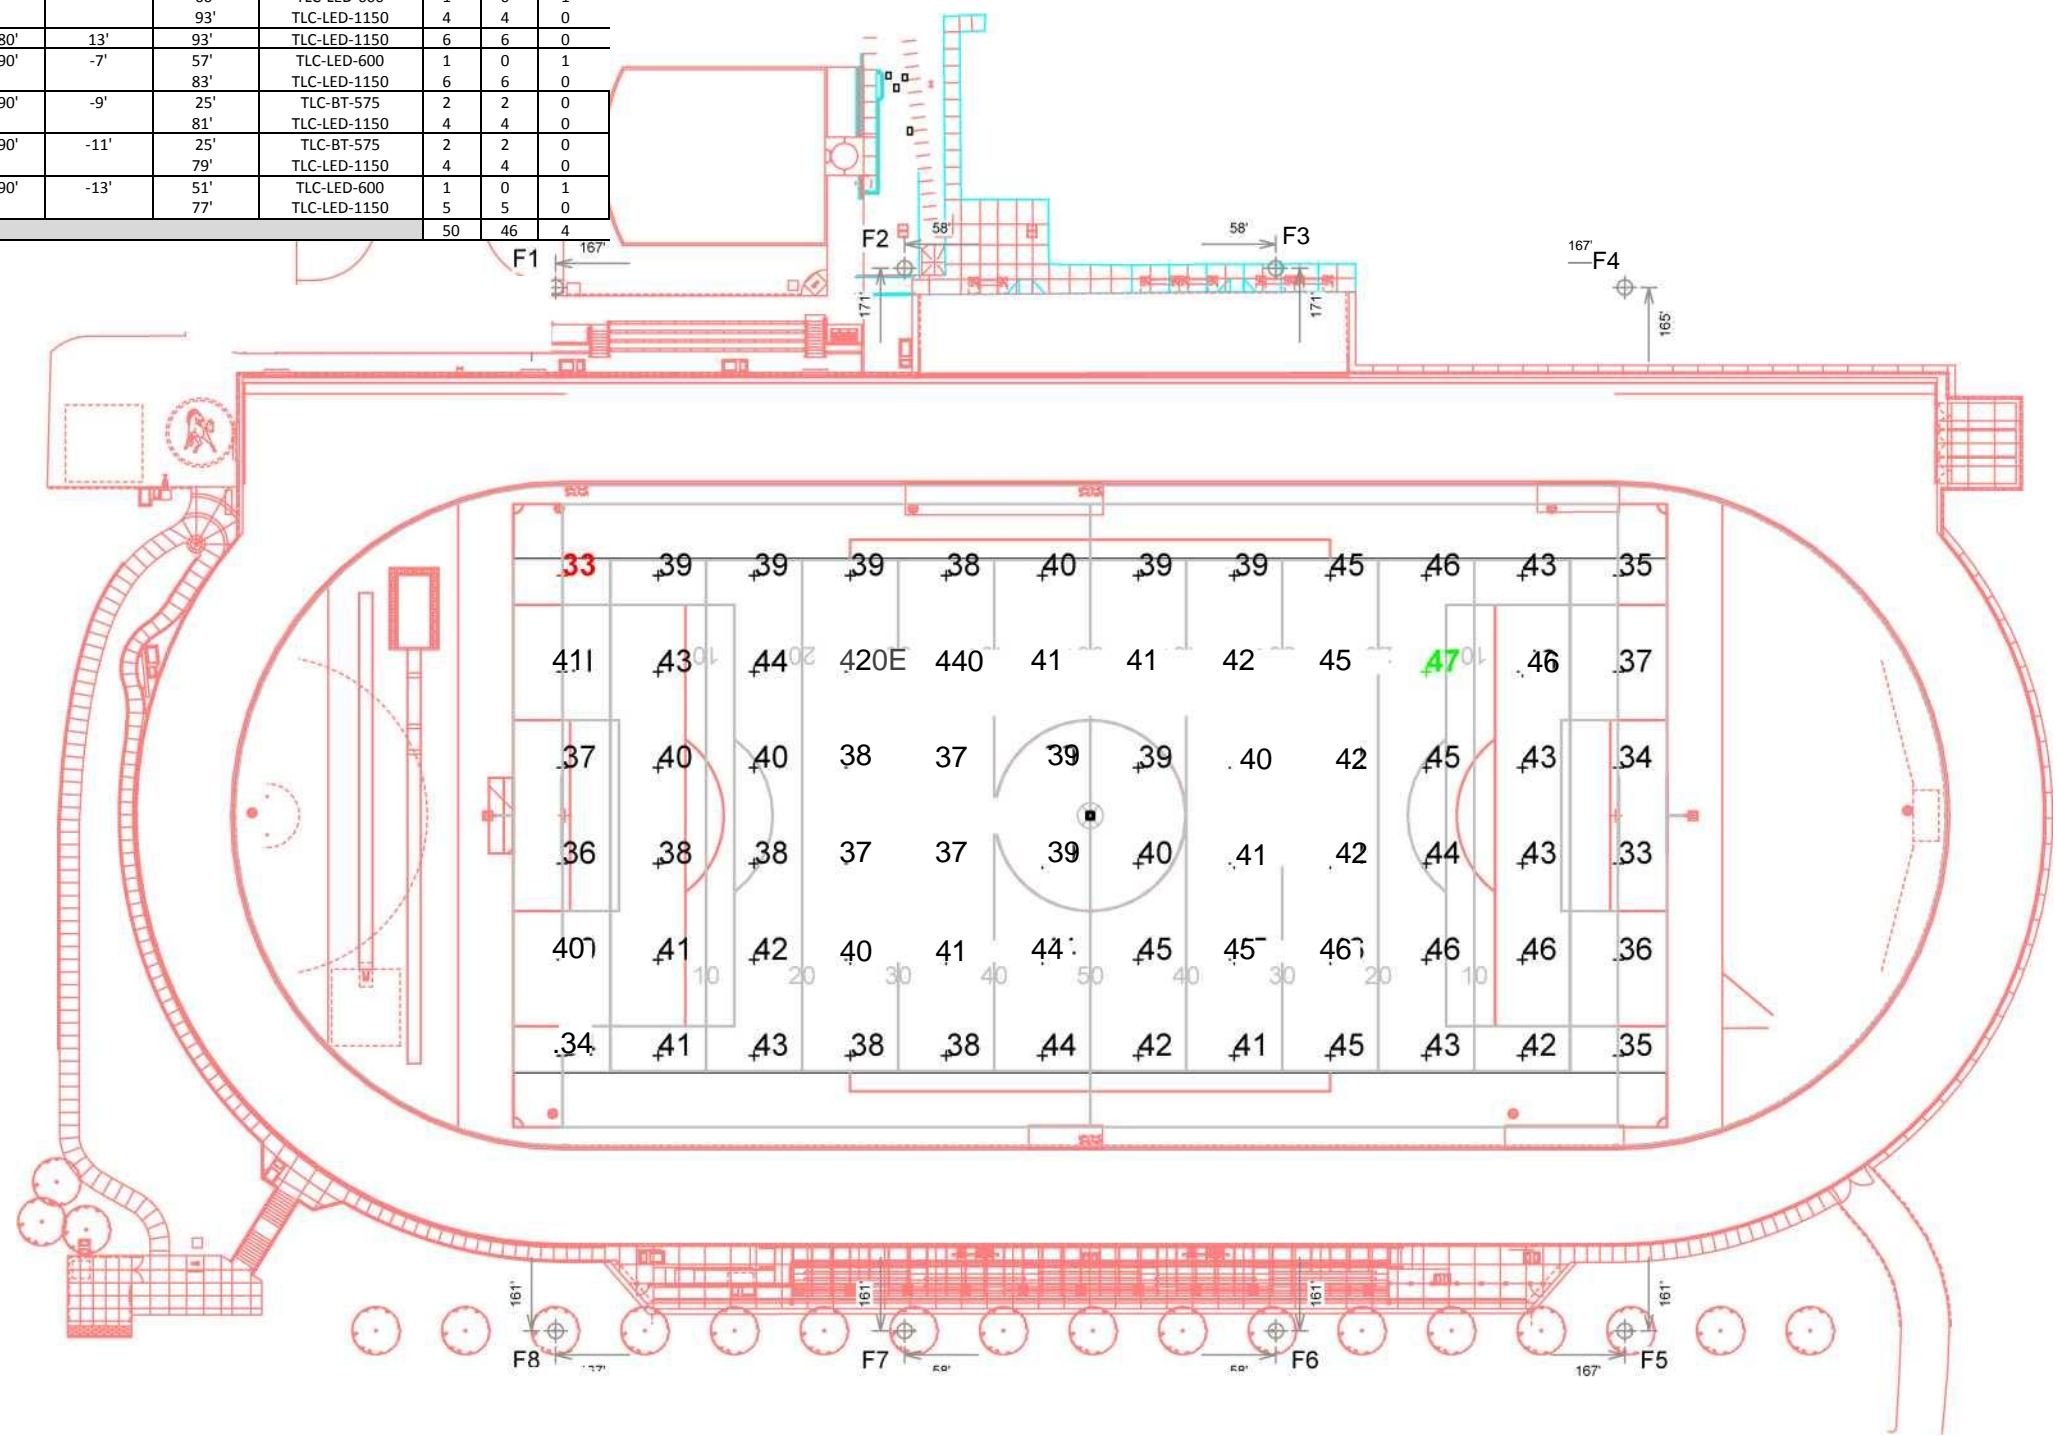 93' TLC-LED-1150 4 4 0
80' 13' 93' TLC-LED-1150 6 6 0
90' -7' 57' TLC-LED-600 1 0 1
83' TLC-LED-1150 6 6 0
90' -9' 25' TLC-BT-575 2 2 0
81' TLC-LED-1150 4 4 0
90' -11' 25' TLC-BT-575 2 2 0
79' TLC-LED-1150 4 4 0
90' -13' 51' TLC-LED-600 1 0 1
77' TLC-LED-1150 5 5 0
50 46 4
F1 167' F2 58' 58' F3 167' F4
171' 171' 165'
33 39 39 39 38 40 39 39 45 46 43 35
41 43 44 42 44 41 41 42 45 47 46 37
37 40 40 38 37 39 39 40 42 45 43 34
36 38 38 37 37 39 40 41 42 44 43 33
40 41 42 40 41 44 45 45 46 46 46 36
10 20 30 40 50 40 30 20 10
34 41 43 38 38 44 42 41 45 43 42 35
161' 161' 161' 161'
F8 F7 58' 58' F6 167' F5